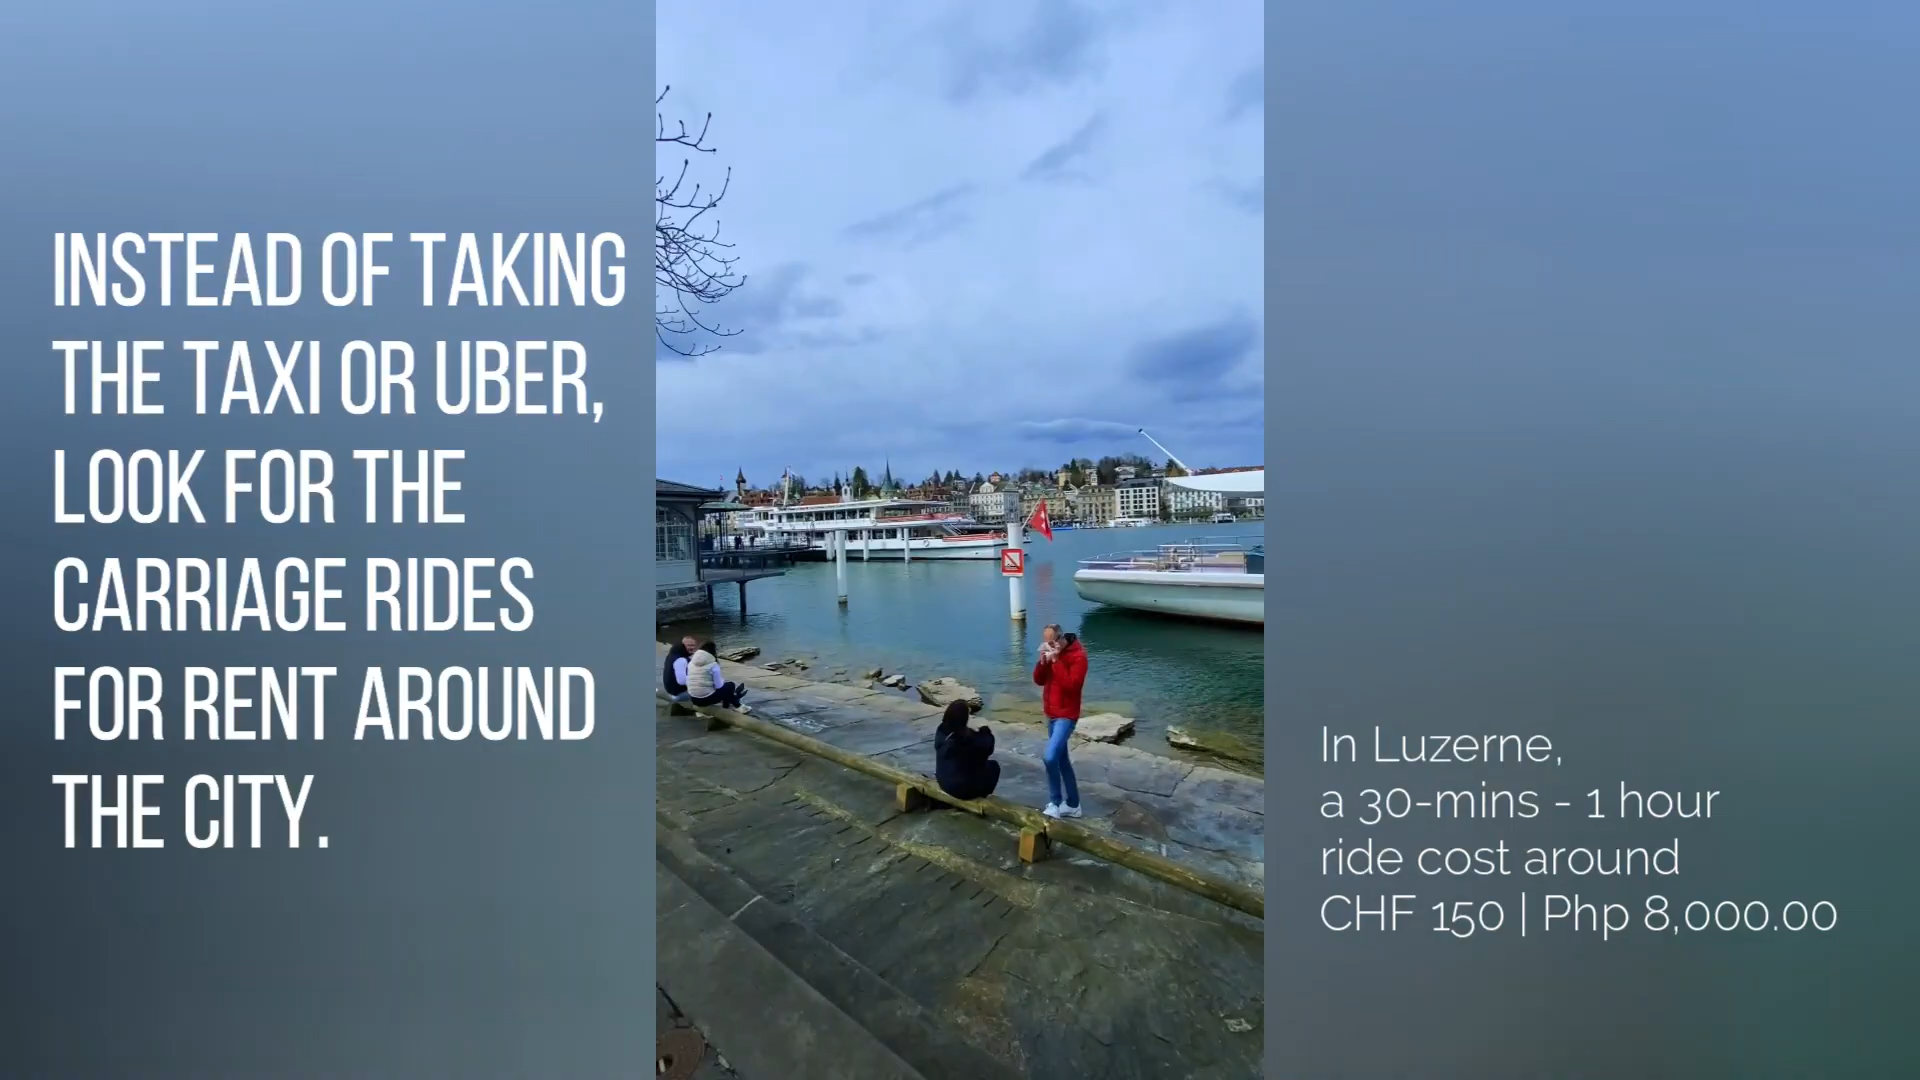 INSTEAD OF TAKING
THE TAXI OR UBER,
LOOK FOR THE
CARRIAGE RIDES
FOR RENT AROUND
THE CITY.
In Luzerne,
a 30-mins - 1 hour
ride cost around
CHF 150 | Php 8,000.00